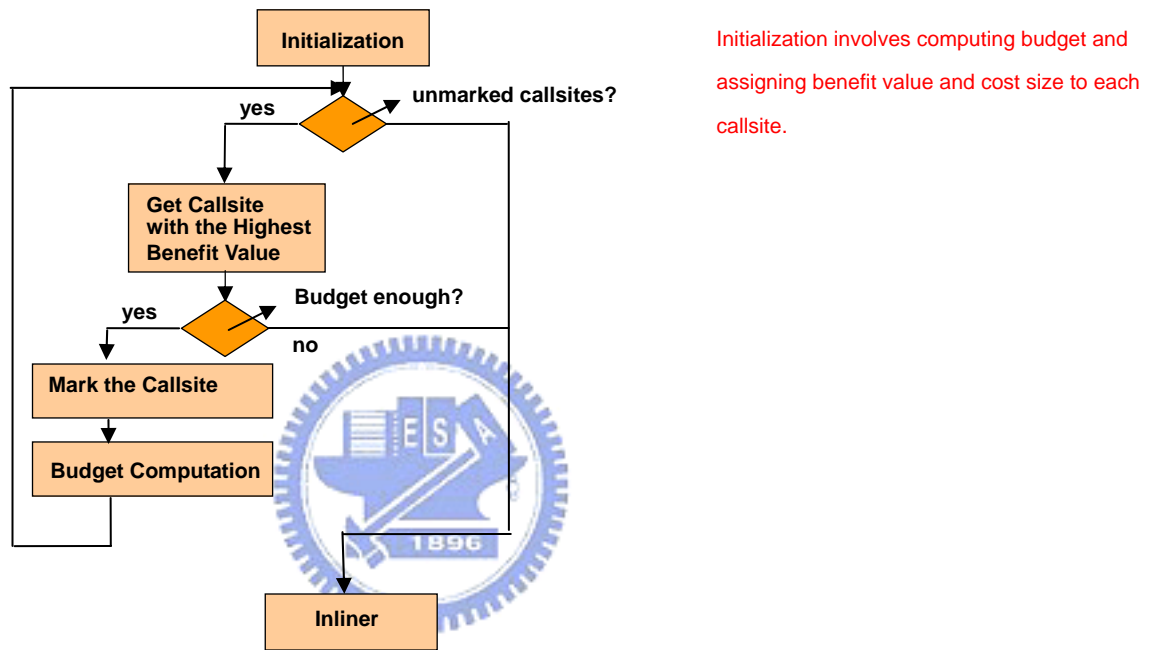 Initialization
Initialization involves computing budget and
assigning benefit value and cost size to each
callsite.
unmarked callsites?
yes
Get Callsite
with the Highest
Benefit Value
Budget enough?
yes
no
Mark the Callsite
Budget Computation
E S A
1896
Inliner